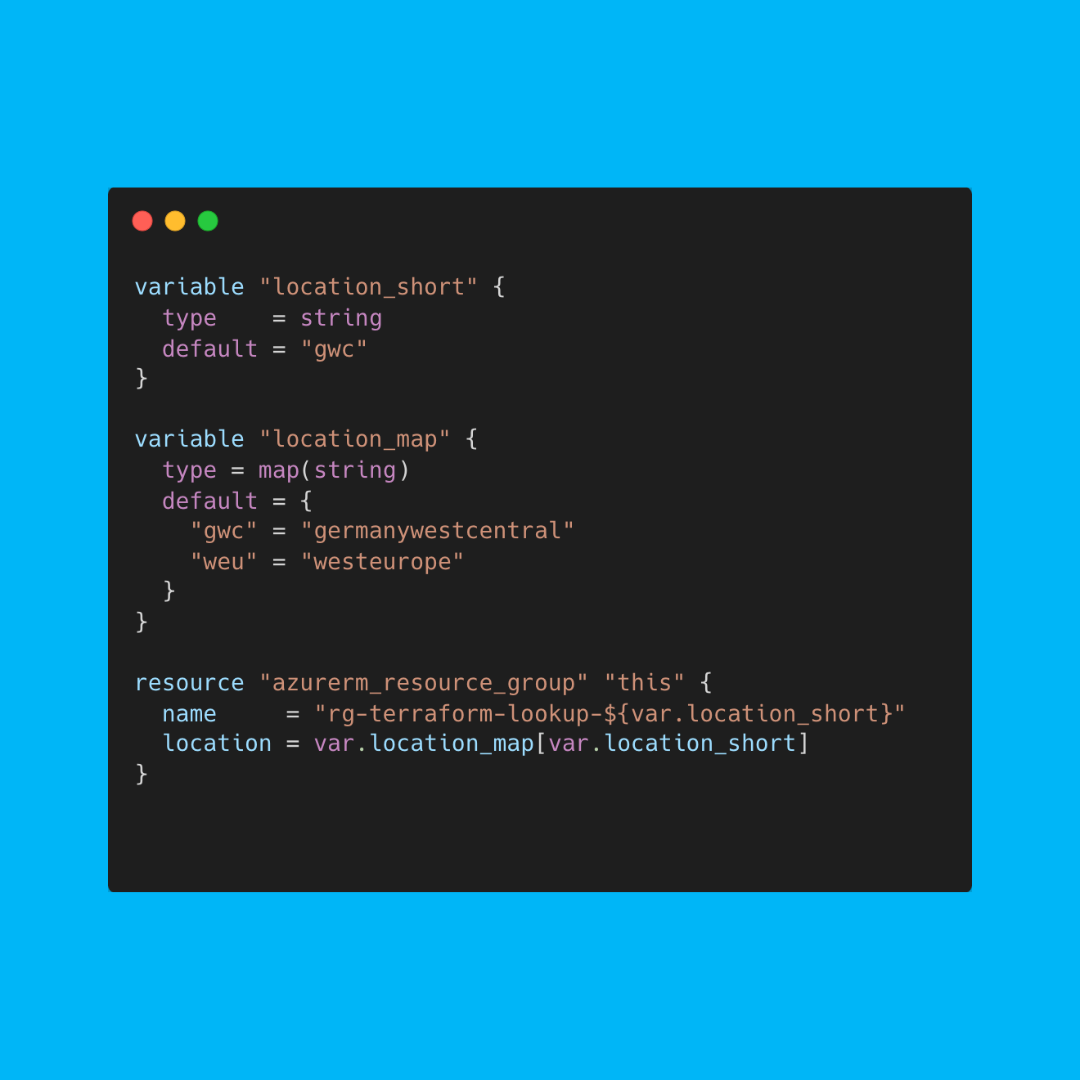 variable "location_short" {
  type    = string
  default = "gwc"
}

variable "location_map" {
  type = map(string)
  default = {
    "gwc" = "germanywestcentral"
    "weu" = "westeurope"
  }
}

resource "azurerm_resource_group" "this" {
  name     = "rg-terraform-lookup-${var.location_short}"
  location = var.location_map[var.location_short]
}